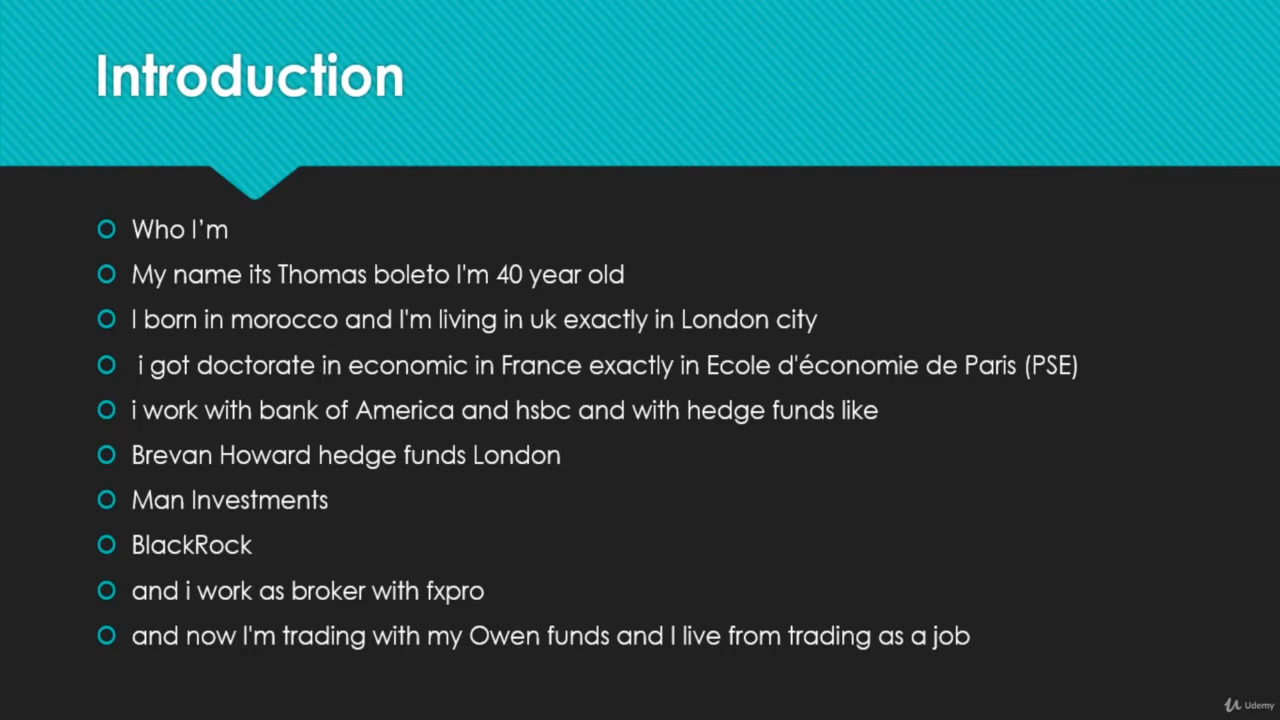 Introduction
Who I'm
My name its Thomas boleto I'm 40 year old
I born in morocco and I'm living in uk exactly in London city
i got doctorate in economic in France exactly in Ecole d'économie de Paris (PSE)
i work with bank of America and hsbc and with hedge funds like
Brevan Howard hedge funds London
Man Investments
BlackRock
and i work as broker with fxpro
and now I'm trading with my Owen funds and I live from trading as a job
Udemy